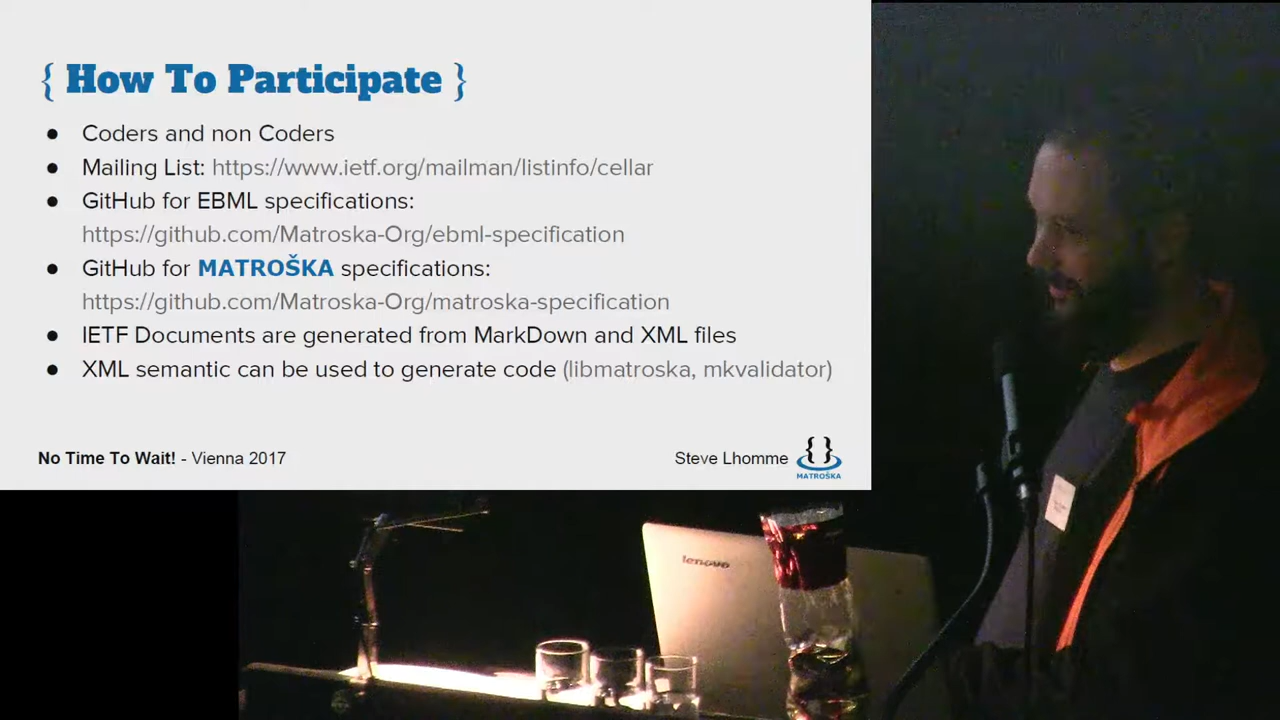 { How To Participate }
● Coders and non Coders
● Mailing List: https://www.ietf.org/mailman/listinfo/cellar
● GitHub for EBML specifications:
https://github.com/Matroska-Org/ebml-specification
● GitHub for MATROŠKA specifications:
https://github.com/Matroska-Org/matroska-specification
● IETF Documents are generated from MarkDown and XML files
● XML semantic can be used to generate code (libmatroska, mkvalidator)
No Time To Wait! - Vienna 2017
Steve Lhomme
{}
MATROŠKA
lenovo